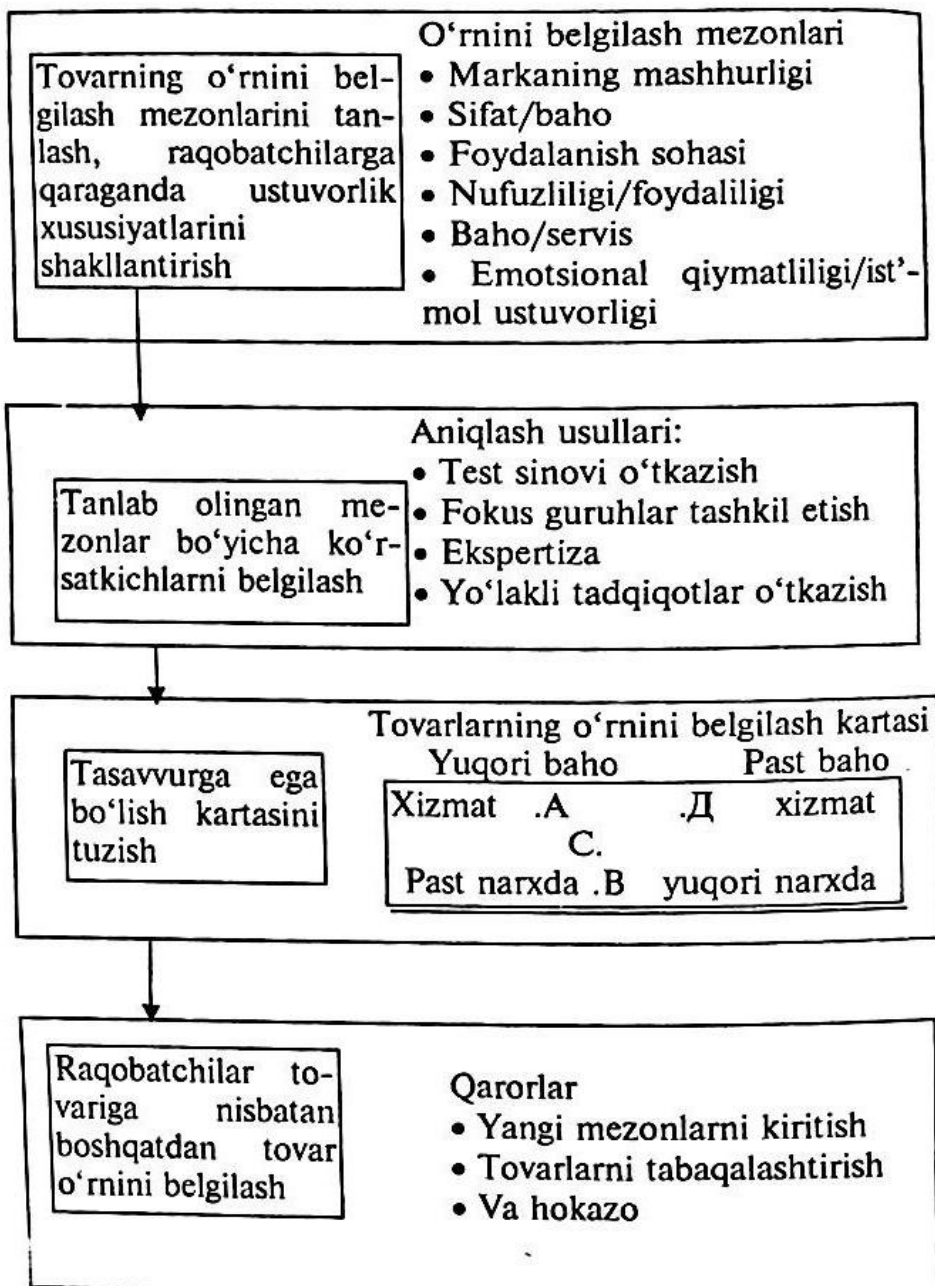 Tovarning o‘rnini bel-
gilash mezonlarini tan-
lash, raqobatchilarga
qaraganda ustuvorlik
xususiyatlarini
shakllantirish
O‘rnini belgilash mezonlari
• Markaning mashhurligi
• Sifat/baho
• Foydalanish sohasi
• Nufuzliligi/foydaliligi
• Baho/servis
• Emotsional qiymatliligi/ist’-
mol ustuvorligi
Tanlab olingan me-
zonlar bo‘yicha ko‘r-
satkichlarni belgilash
Aniqlash usullari:
• Test sinovi o‘tkazish
• Fokus guruhlar tashkil etish
• Ekspertiza
• Yo‘lakli tadqiqotlar o‘tkazish
Tasavvurga ega
bo‘lish kartasini
tuzish
Tovarlarning o‘rnini belgilash kartasi
Yuqori baho Past baho
Xizmat .A .Д xizmat
C.
Past narxda .B yuqori narxda
Raqobatchilar to-
variga nisbatan
boshqatdan tovar
o‘rnini belgilash
Qarorlar
• Yangi mezonlarni kiritish
• Tovarlarni tabaqalashtirish
• Va hokazo